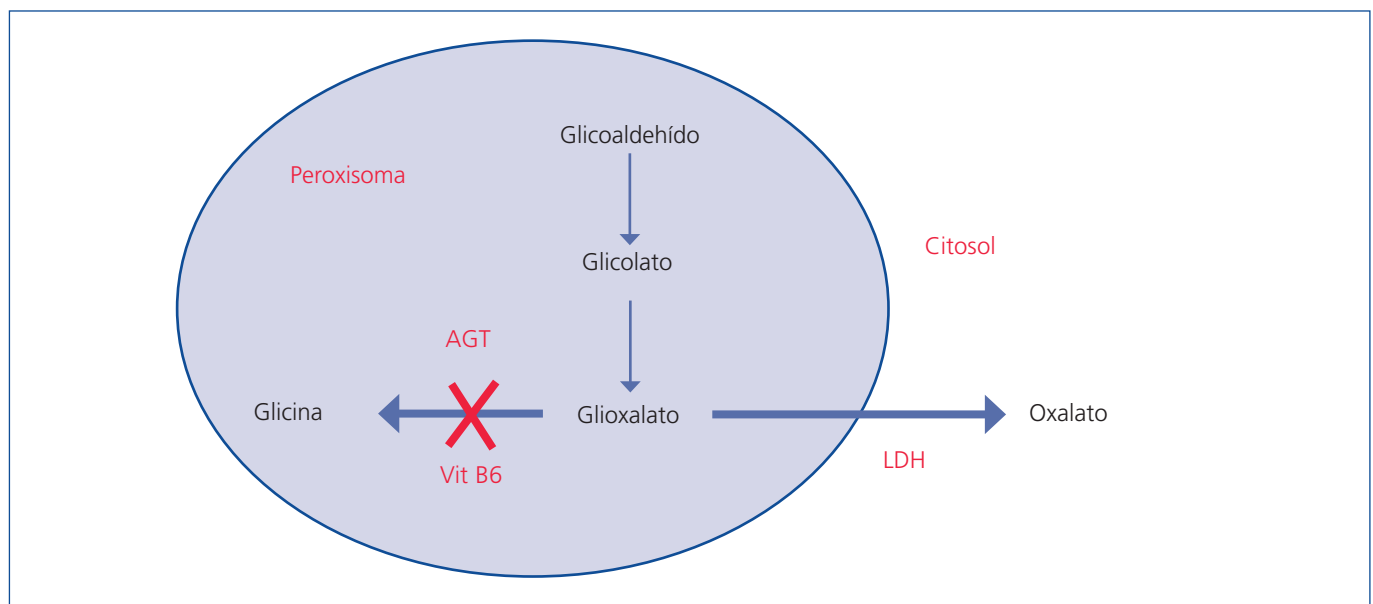 Glicoaldehído
Peroxisoma
Citosol
Glicolato
AGT
Glicina
Glioxalato
Oxalato
LDH
Vit B6